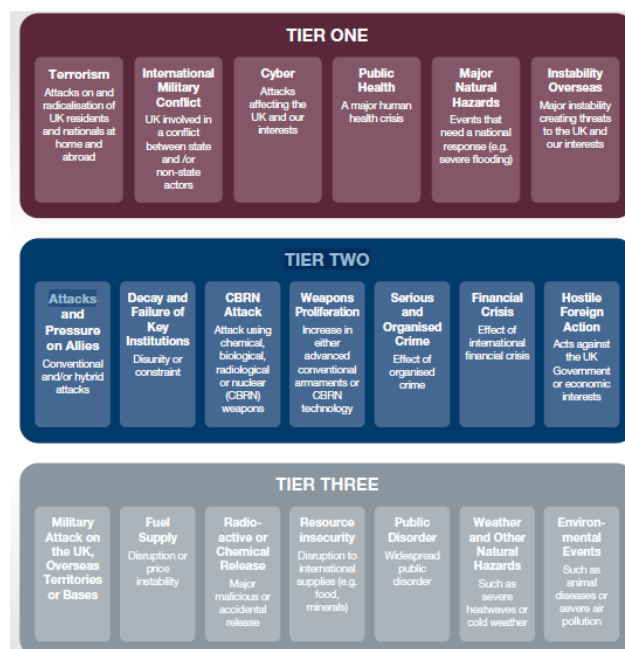 TIER ONE
Terrorism
Attacks on and
radicalisation of
UK residents
and nationals at
home and
abroad
International
Military
Conflict
UK involved in
a conflict
between state
and /or
non-state
actors
Cyber
Attacks
affecting the
UK and our
interests
Public
Health
A major human
health crisis
Major
Natural
Hazards
Events that
need a national
response (e.g.
severe flooding)
Instability
Overseas
Major instability
creating threats
to the UK and
our interests
TIER TWO
Attacks
and
Pressure
on Allies
Conventional
and/or hybrid
attacks
Decay and
Failure of
Key
Institutions
Disunity or
constraint
CBRN
Attack
Attack using
chemical,
biological,
radiological
or nuclear
(CBRN)
weapons
Weapons
Proliferation
Increase in
either
advanced
conventional
armaments or
CBRN
technology
Serious
and
Organised
Crime
Effect of
organised
crime
Financial
Crisis
Effect of
international
financial crisis
Hostile
Foreign
Action
Acts against
the UK
Government
or economic
interests
TIER THREE
Military
Attack on
the UK,
Overseas
Territories
or Bases
Fuel
Supply
Disruption or
price
instability
Radio-
active or
Chemical
Release
Major
malicious or
accidental
release
Resource
insecurity
Disruption to
international
supplies (e.g.
food,
minerals)
Public
Disorder
Widespread
public
disorder
Weather
and Other
Natural
Hazards
Such as
severe
heatwaves or
cold weather
Environ-
mental
Events
Such as
animal
diseases or
severe air
pollution